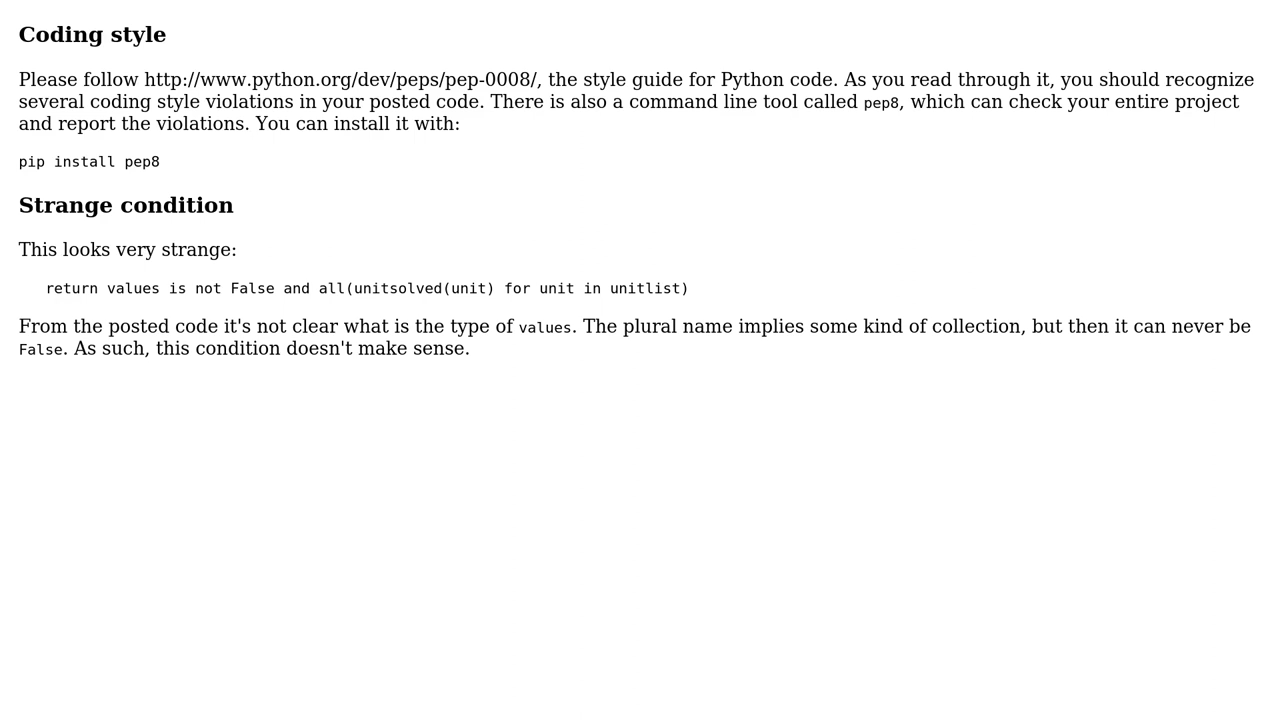 Coding style
Please follow http://www.python.org/dev/peps/pep-0008/, the style guide for Python code. As you read through it, you should recognize
several coding style violations in your posted code. There is also a command line tool called pep8, which can check your entire project
and report the violations. You can install it with:
pip install pep8
Strange condition
This looks very strange:
return values is not False and all(unitsolved(unit) for unit in unitlist)
From the posted code it's not clear what is the type of values. The plural name implies some kind of collection, but then it can never be
False. As such, this condition doesn't make sense.